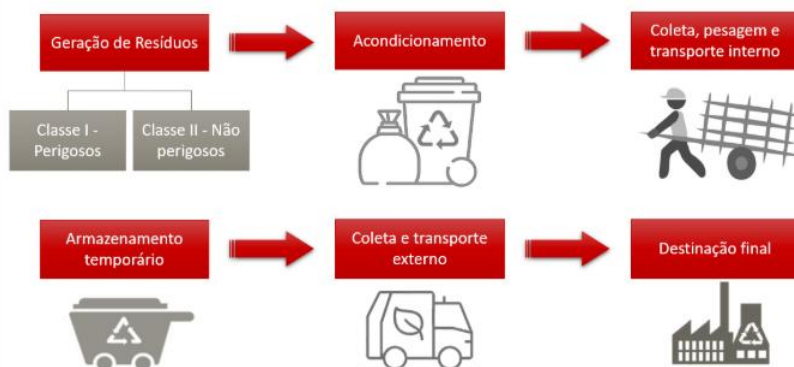 Geração de Resíduos
Acondicionamento
Coleta, pesagem e
transporte interno
Classe I -
Perigosos
Classe II - Não
perigosos
Armazenamento
temporário
Coleta e transporte
externo
Destinação final